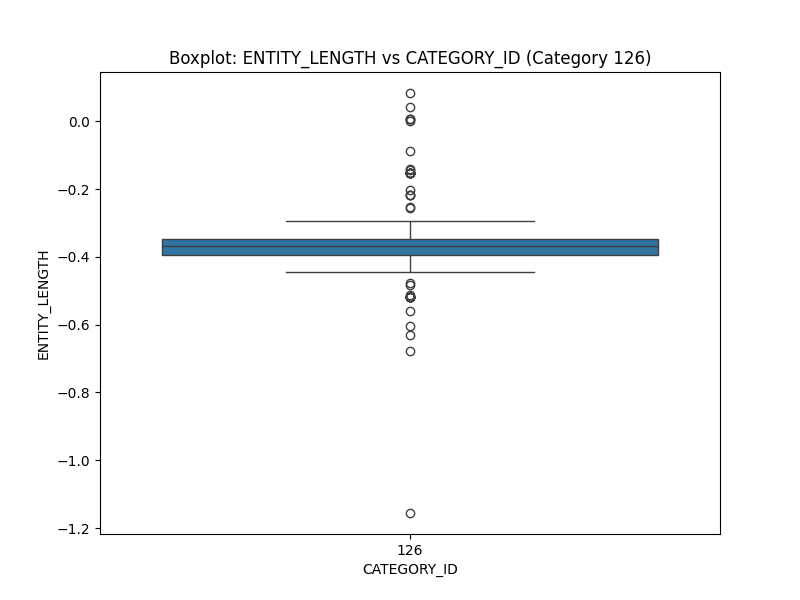 Boxplot: ENTITY_LENGTH vs CATEGORY_ID (Category 126)
0.0
−0.2
−0.4
−0.6
−0.8
−1.0
−1.2
ENTITY_LENGTH
126
CATEGORY_ID